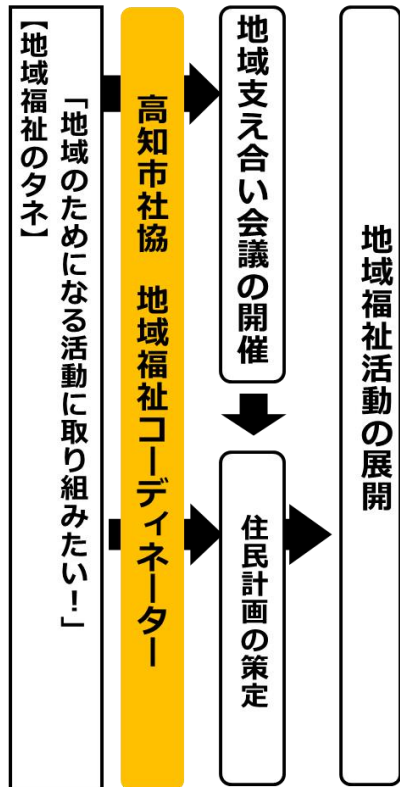 【地域福祉のタネ】
「地域のためになる活動に取り組みたい！」
高知市社協　地域福祉コーディネーター
地域支え合い会議の開催
住民計画の策定
地域福祉活動の展開